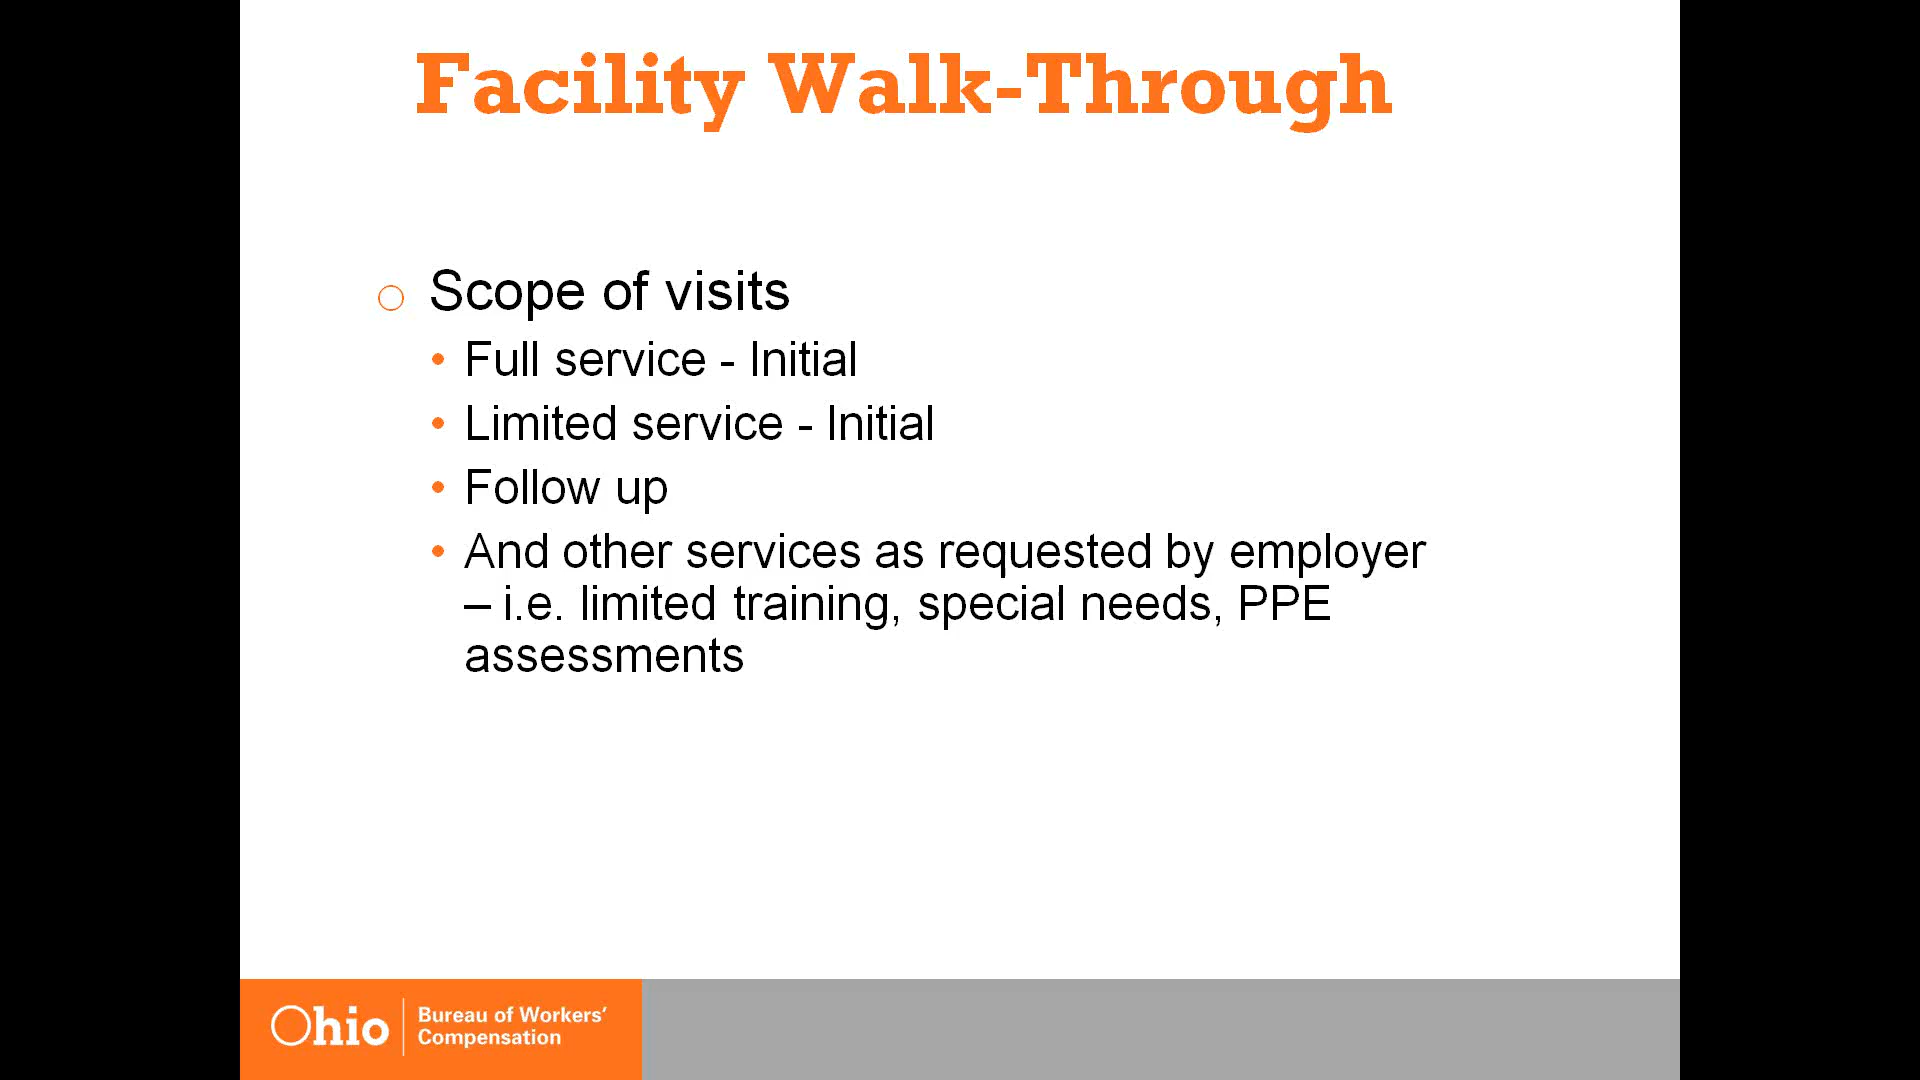 Facility Walk-Through
Scope of visits
• Full service - Initial
• Limited service - Initial
• Follow up
• And other services as requested by employer
– i.e. limited training, special needs, PPE
assessments
Ohio
Bureau of Workers’
Compensation